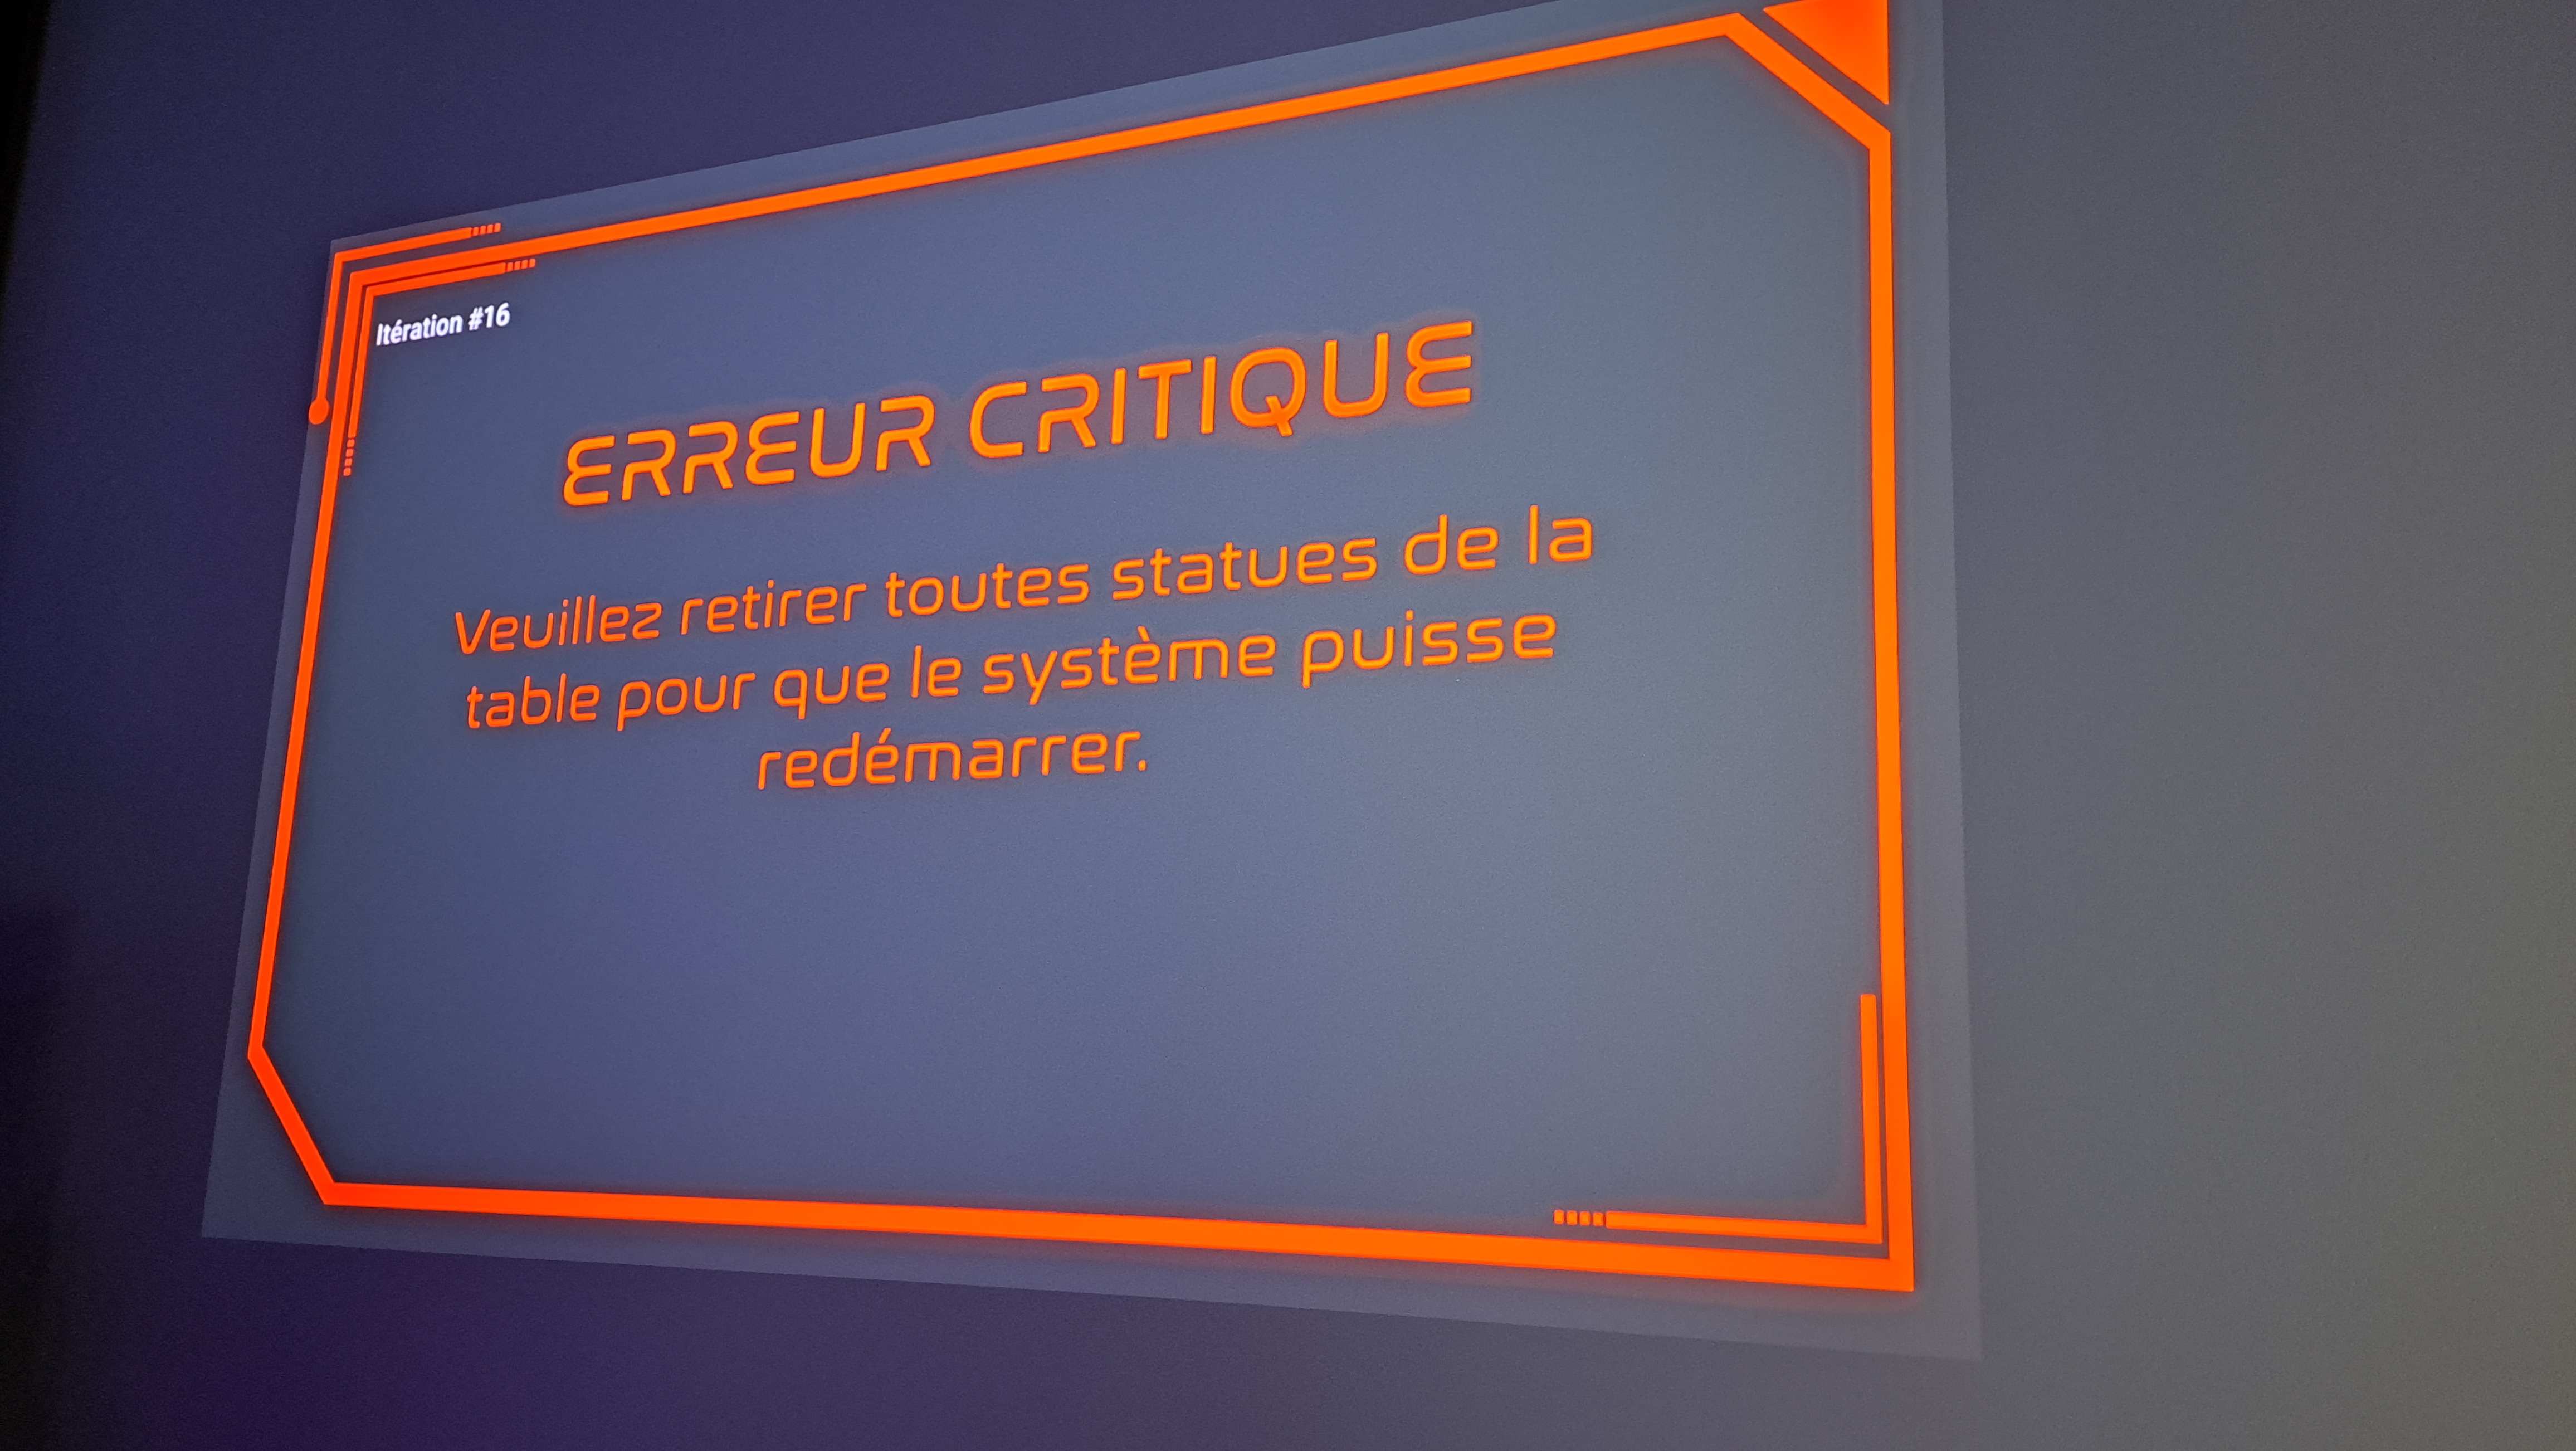 Itération #16
ERREUR CRITIQUE
Veuillez retirer toutes statues de la
table pour que le système puisse
redémarrer.